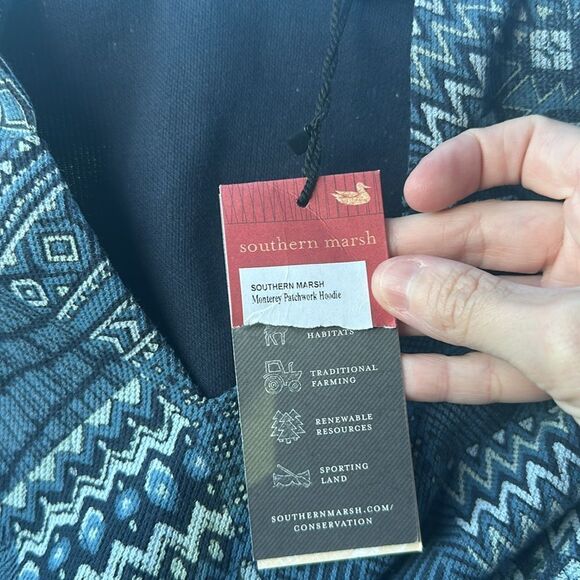 southern marsh
SOUTHERN MARSH
Monterey Patchwork Hoodie
HABITATS
TRADITIONAL
FARMING
RENEWABLE
RESOURCES
SPORTING
LAND
SOUTHERNMARSH.COM/
CONSERVATION